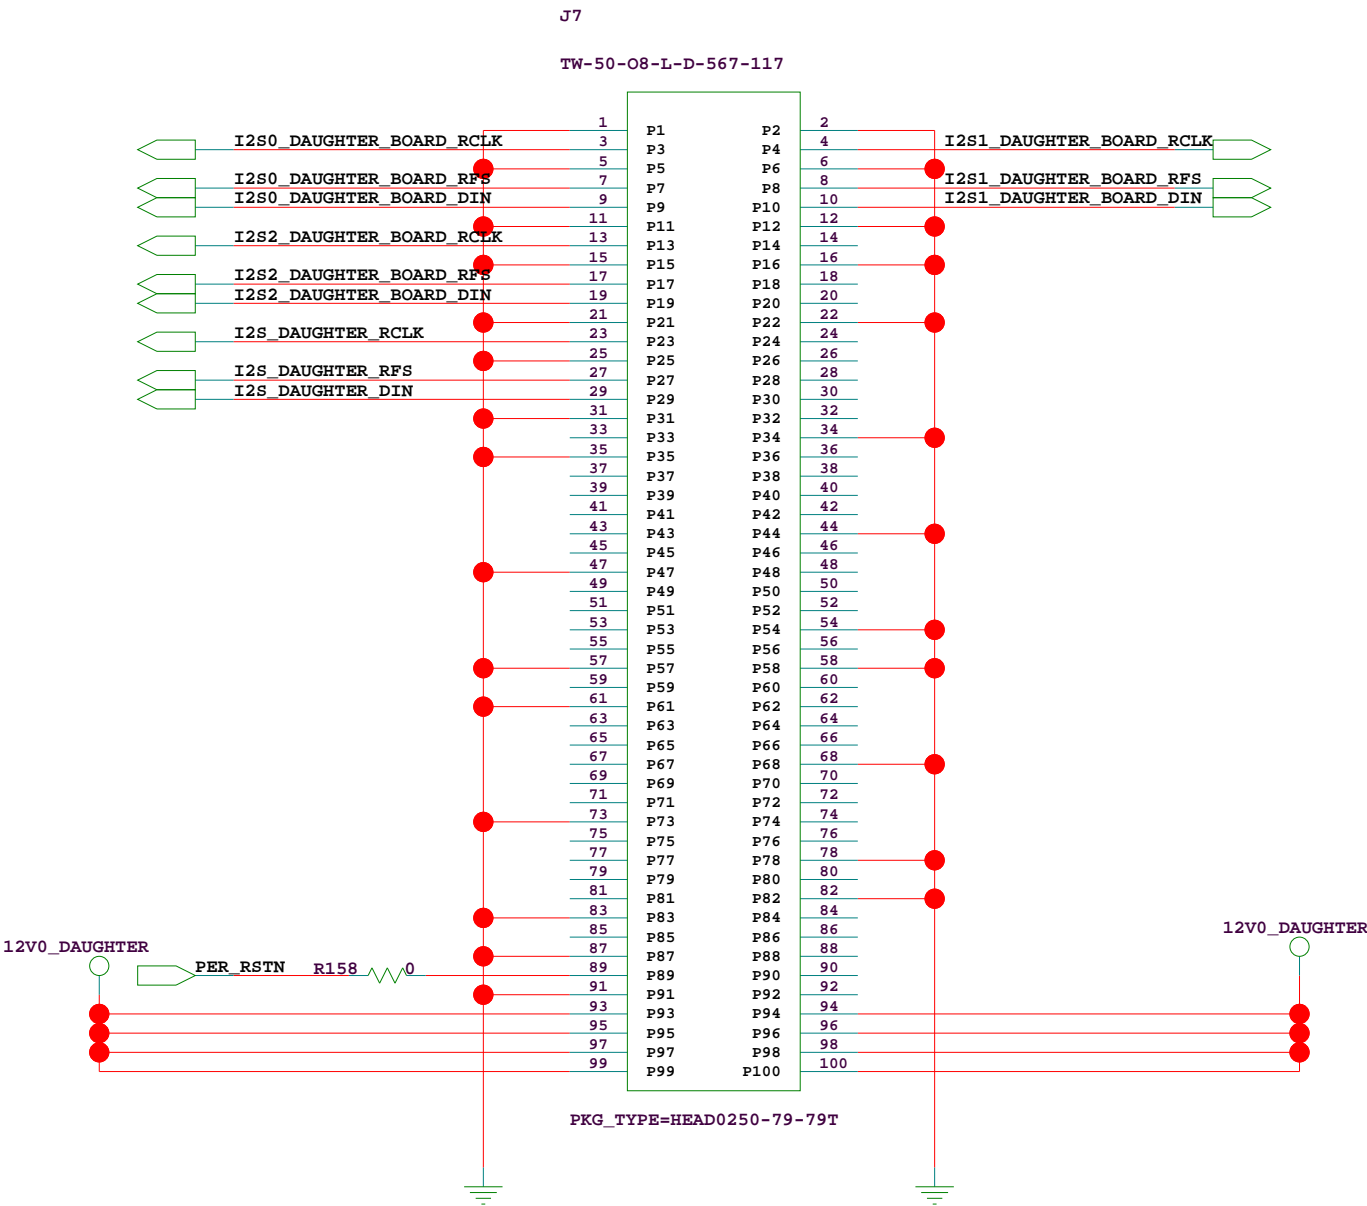 J7
TW-50-O8-L-D-567-117
1 P1 P2 2
I2S0_DAUGHTER_BOARD_RCLK 3 P3 P4 4 I2S1_DAUGHTER_BOARD_RCLK
5 P5 P6 6
I2S0_DAUGHTER_BOARD_RFS 7 P7 P8 8 I2S1_DAUGHTER_BOARD_RFS
I2S0_DAUGHTER_BOARD_DIN 9 P9 P10 10 I2S1_DAUGHTER_BOARD_DIN
11 P11 P12 12
I2S2_DAUGHTER_BOARD_RCLK 13 P13 P14 14
15 P15 P16 16
I2S2_DAUGHTER_BOARD_RFS 17 P17 P18 18
I2S2_DAUGHTER_BOARD_DIN 19 P19 P20 20
21 P21 P22 22
I2S_DAUGHTER_RCLK 23 P23 P24 24
25 P25 P26 26
I2S_DAUGHTER_RFS 27 P27 P28 28
I2S_DAUGHTER_DIN 29 P29 P30 30
31 P31 P32 32
33 P33 P34 34
35 P35 P36 36
37 P37 P38 38
39 P39 P40 40
41 P41 P42 42
43 P43 P44 44
45 P45 P46 46
47 P47 P48 48
49 P49 P50 50
51 P51 P52 52
53 P53 P54 54
55 P55 P56 56
57 P57 P58 58
59 P59 P60 60
61 P61 P62 62
63 P63 P64 64
65 P65 P66 66
67 P67 P68 68
69 P69 P70 70
71 P71 P72 72
73 P73 P74 74
75 P75 P76 76
77 P77 P78 78
79 P79 P80 80
81 P81 P82 82
83 P83 P84 84
85 P85 P86 86
12V0_DAUGHTER 87 P87 P88 88 12V0_DAUGHTER
PER_RSTN R158 0 89 P89 P90 90
91 P91 P92 92
93 P93 P94 94
95 P95 P96 96
97 P97 P98 98
99 P99 P100 100
PKG_TYPE=HEAD0250-79-79T